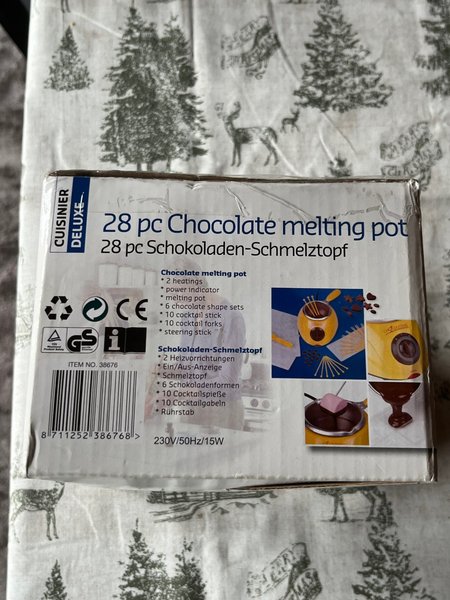 CUISINIER
DELUXE
28 pc Chocolate melting pot
28 pc Schokoladen-Schmelztopf
Chocolate melting pot
* 2 heatings
* power indicator
* melting pot
* 6 chocolate shape sets
* 10 cocktail stick
* 10 cocktail forks
* steering stick
Schokoladen-Schmelztopf
* 2 Heizvorrichtungen
* Ein/Aus-Anzeige
* Schmelztopf
* 6 Schokoladenformen
* 10 Cocktailspieße
* 10 Cocktailgabeln
* Rührstab
230V/50Hz/15W
CE
GS
ITEM NO. 38676
8 711252 386768 >